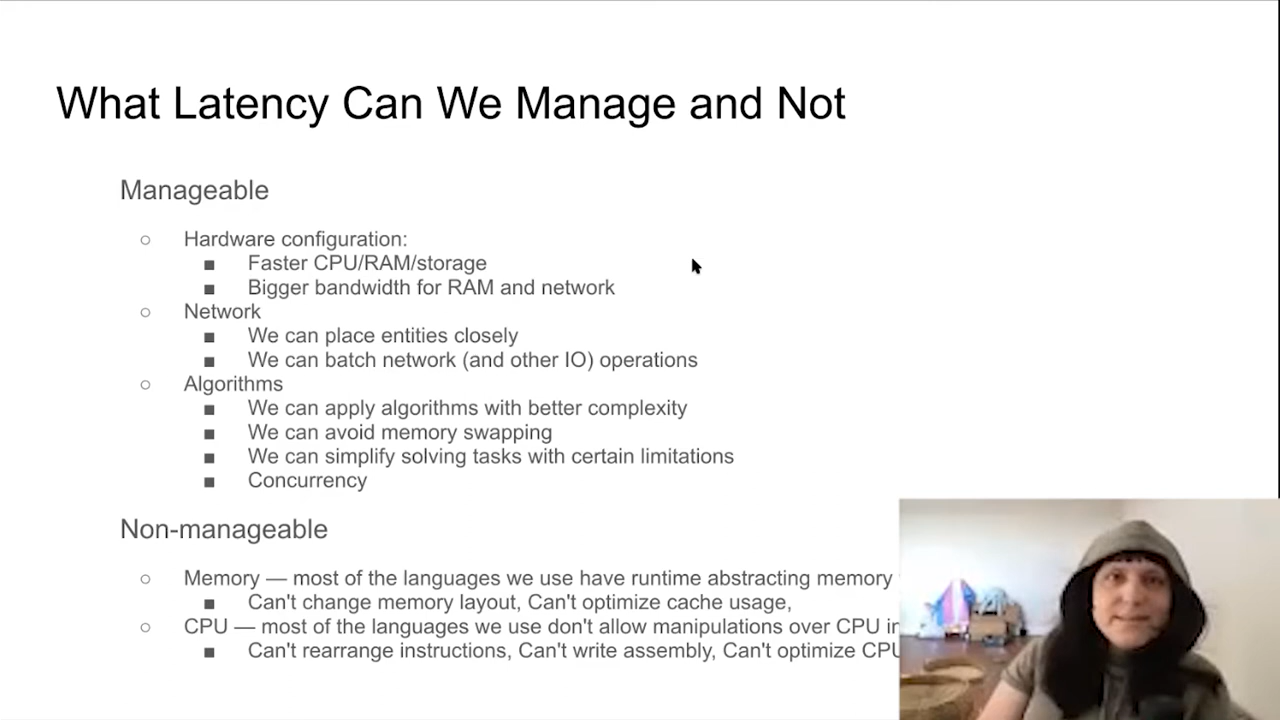 What Latency Can We Manage and Not
Manageable
○ Hardware configuration:
■ Faster CPU/RAM/storage
■ Bigger bandwidth for RAM and network
○ Network
■ We can place entities closely
■ We can batch network (and other IO) operations
○ Algorithms
■ We can apply algorithms with better complexity
■ We can avoid memory swapping
■ We can simplify solving tasks with certain limitations
■ Concurrency
Non-manageable
○ Memory — most of the languages we use have runtime abstracting memory
■ Can't change memory layout, Can't optimize cache usage,
○ CPU — most of the languages we use don't allow manipulations over CPU
■ Can't rearrange instructions, Can't write assembly, Can't optimize CPU